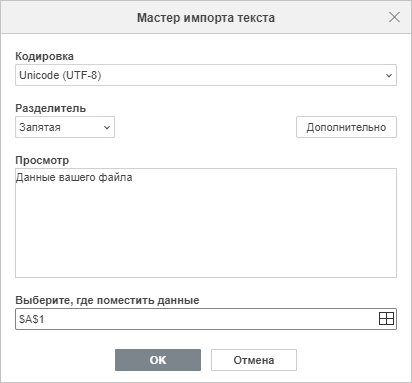 Мастер импорта текста
Кодировка
Unicode (UTF-8)
Разделитель
Запятая
Дополнительно
Просмотр
Данные вашего файла
Выберите, где поместить данные
$A$1
OK
Отмена